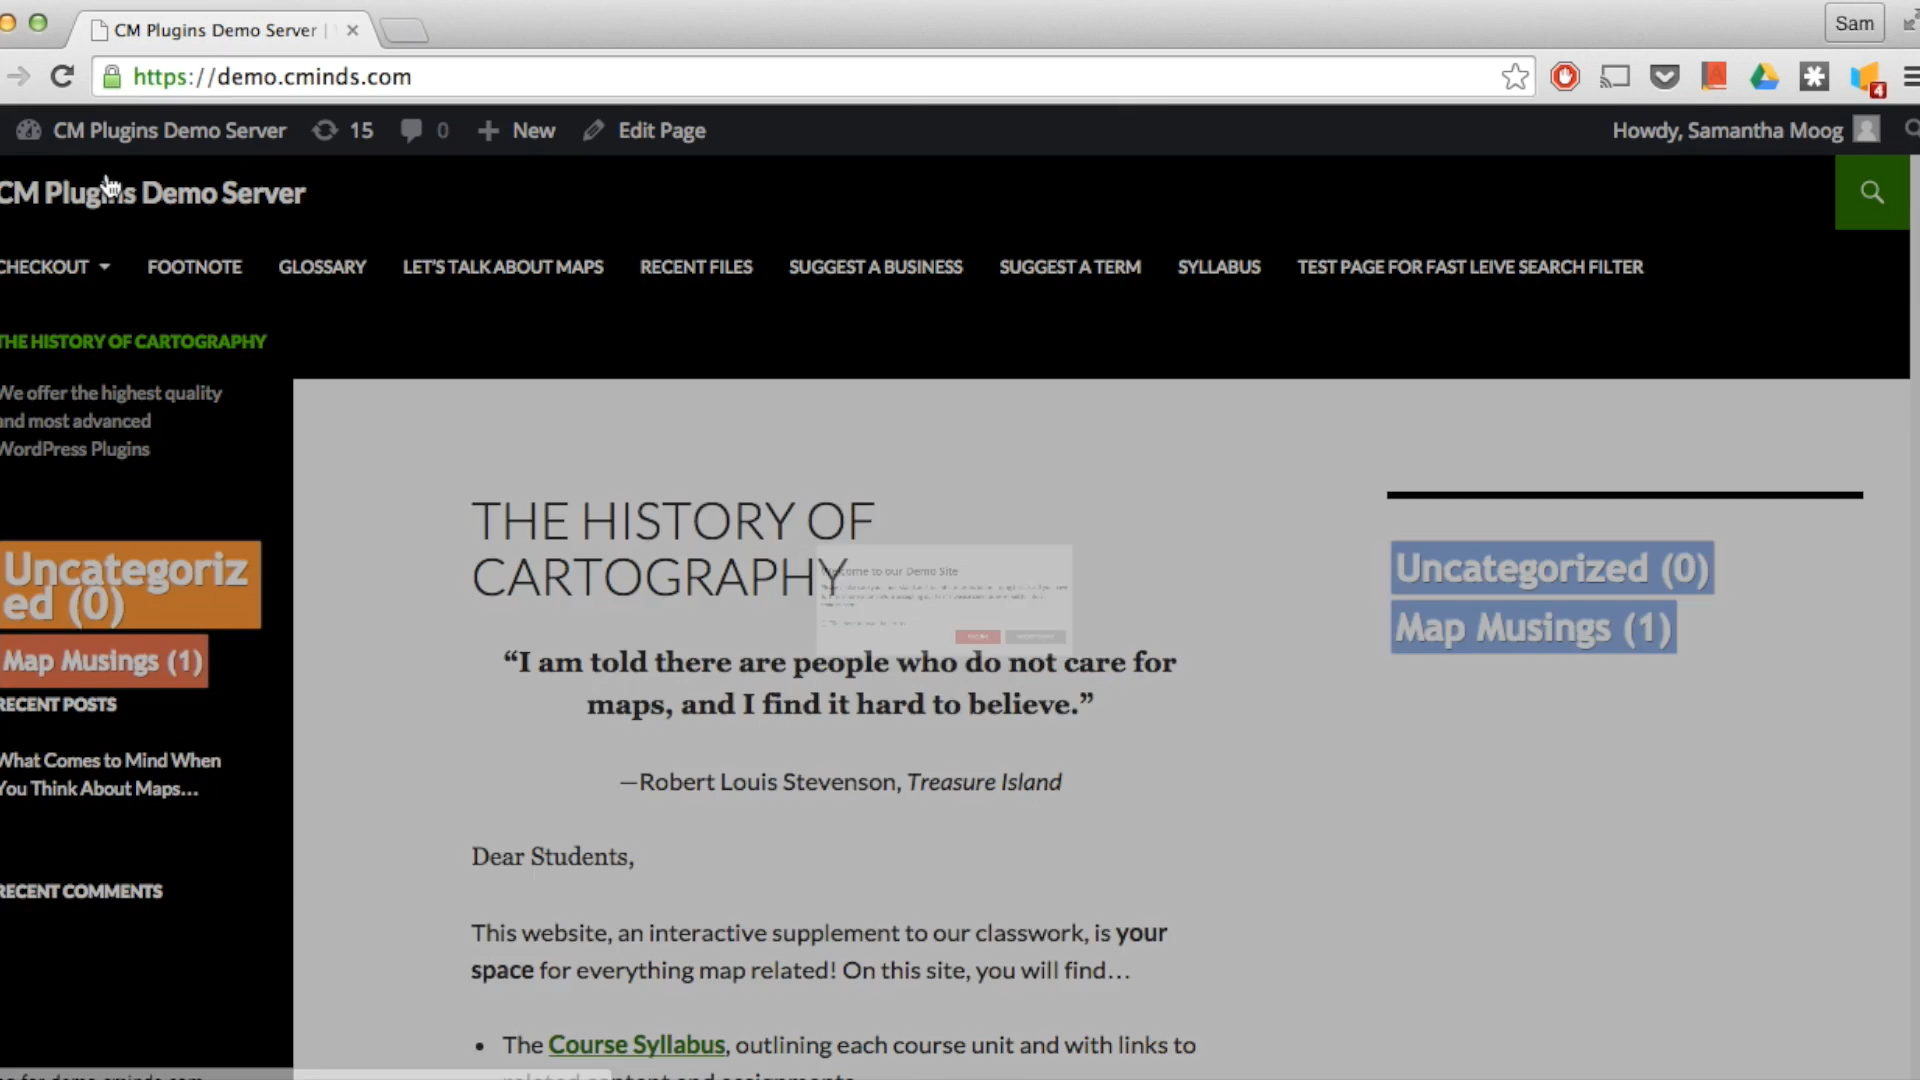 CM Plugins Demo Server |
Sam
https://demo.cminds.com
4
CM Plugins Demo Server 15 0 New Edit Page
Howdy, Samantha Moog
CM Plugins Demo Server
CHECKOUT FOOTNOTE GLOSSARY LET'S TALK ABOUT MAPS RECENT FILES SUGGEST A BUSINESS SUGGEST A TERM SYLLABUS TEST PAGE FOR FAST LEIVE SEARCH FILTER
THE HISTORY OF CARTOGRAPHY
We offer the highest quality
and most advanced
WordPress Plugins
Uncategoriz
ed (0)
Map Musings (1)
RECENT POSTS
What Comes to Mind When
You Think About Maps…
RECENT COMMENTS
THE HISTORY OF
CARTOGRAPHY
Welcome to our Demo Site
“I am told there are people who do not care for
maps, and I find it hard to believe.”
—Robert Louis Stevenson, Treasure Island
Dear Students,
This website, an interactive supplement to our classwork, is your
space for everything map related! On this site, you will find…
• The Course Syllabus, outlining each course unit and with links to
Uncategorized (0)
Map Musings (1)